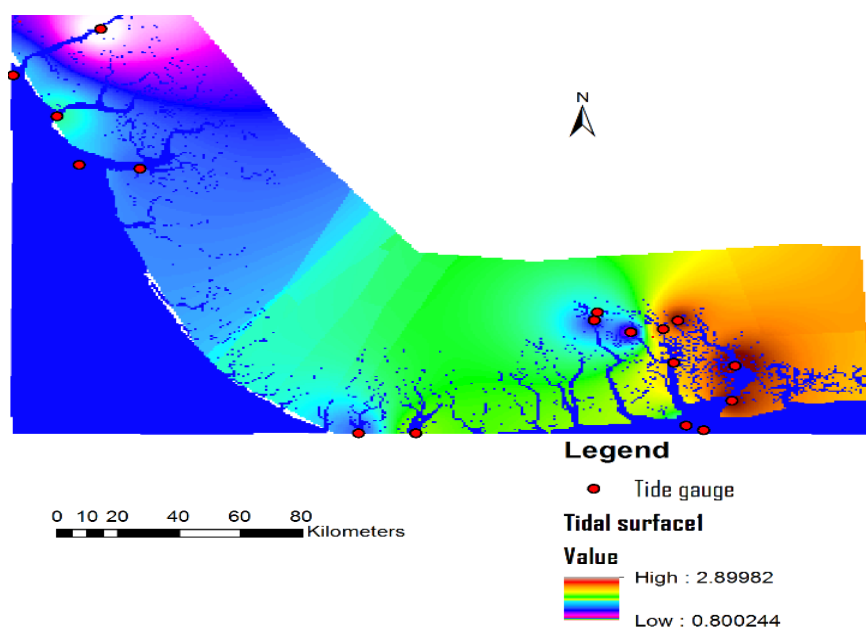 N
Legend
Tide gauge
Tidal surface1
Value
High : 2.89982
Low : 0.800244
0 10 20 40 60 80
Kilometers